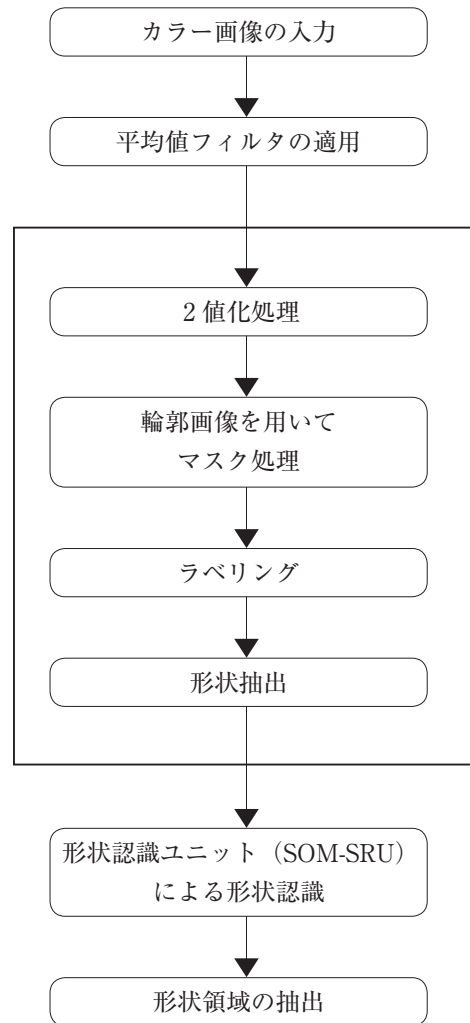 カラー画像の入力
平均値フィルタの適用
2値化処理
輪郭画像を用いて
マスク処理
ラベリング
形状抽出
形状認識ユニット（SOM-SRU）
による形状認識
形状領域の抽出